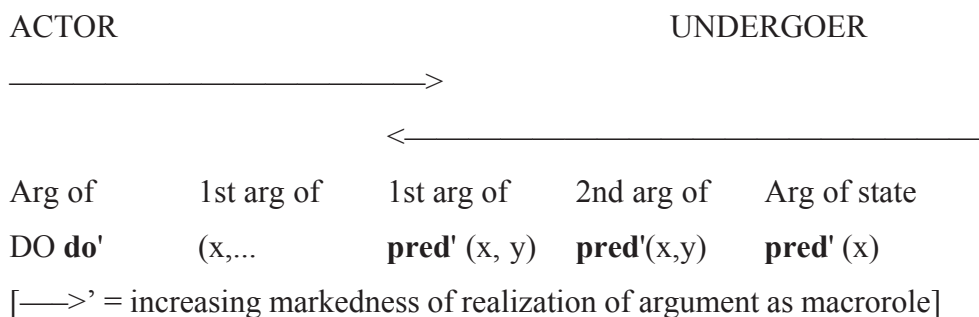 ACTOR UNDERGOER
————————————————>
<————————————————
Arg of 1st arg of 1st arg of 2nd arg of Arg of state
DO do' (x,... pred' (x, y) pred'(x,y) pred' (x)
[——>’ = increasing markedness of realization of argument as macrorole]